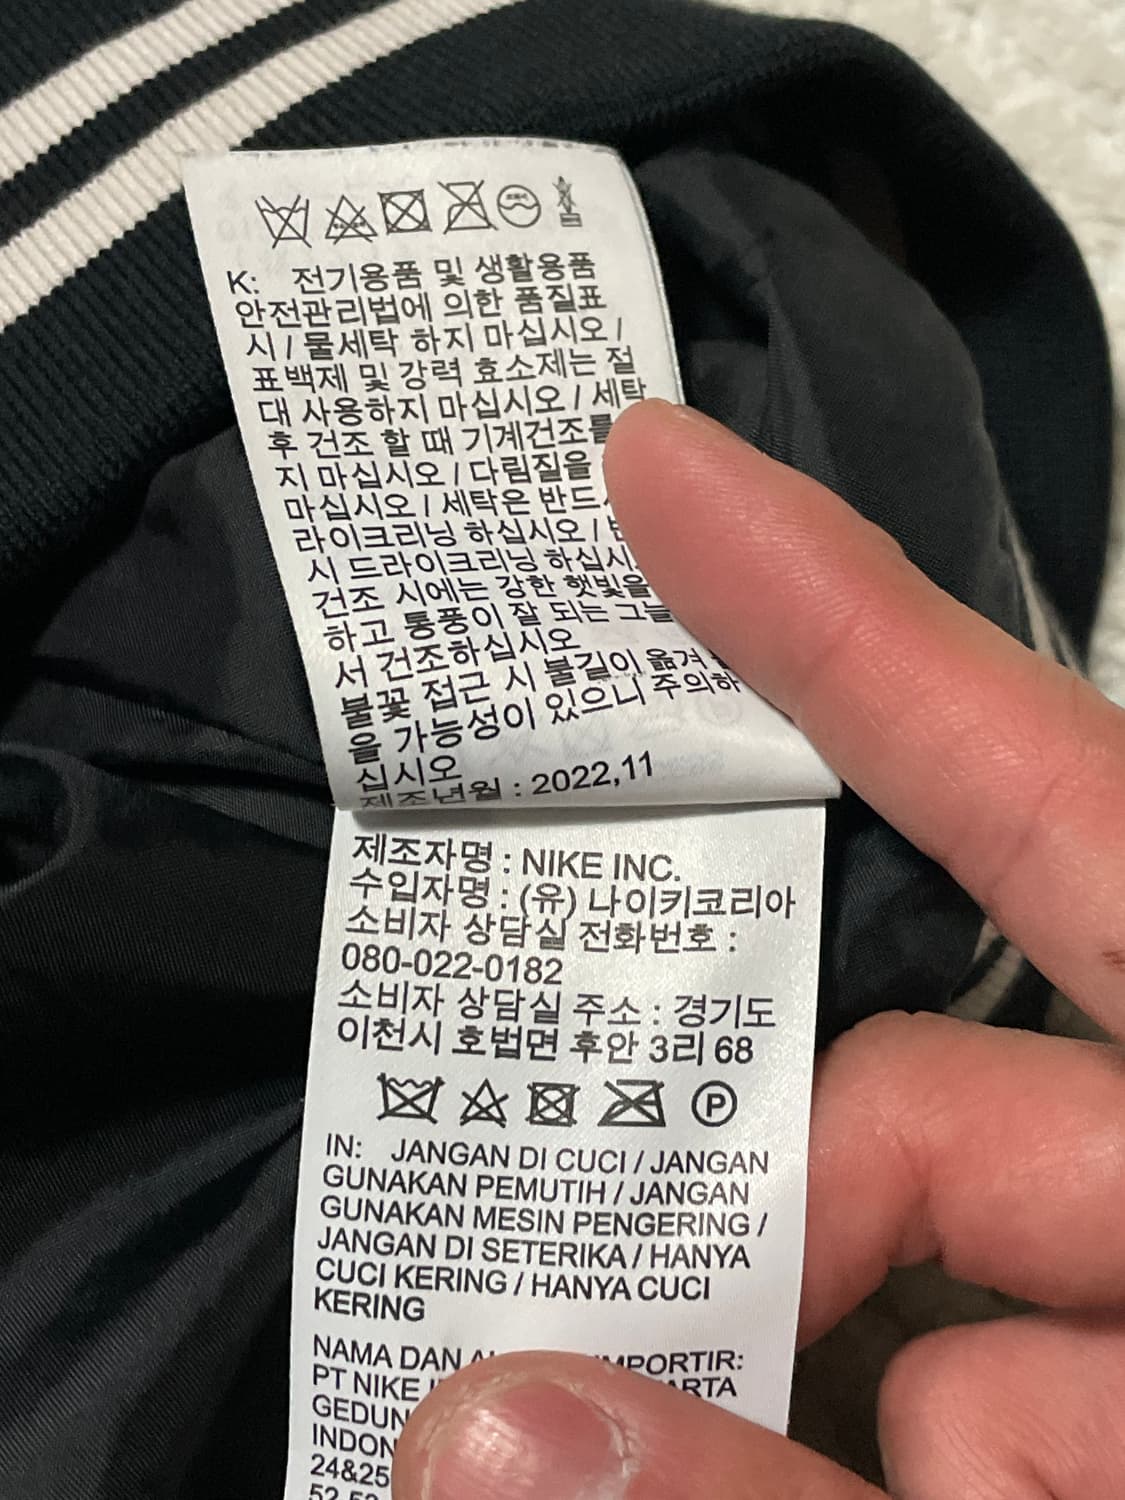 K: 전기용품 및 생활용품
안전관리법에 의한 품질표
시 / 물세탁 하지 마십시오 /
표백제 및 강력 효소제는 절
대 사용하지 마십시오 / 세탁
후 건조 할 때 기계건조를
지 마십시오 / 다림질을
마십시오 / 세탁은
라이크리닝 하십시오 /
시 드라이크리닝
건조 시에는 강한 햇빛을
하고 통풍이 잘 되는
서 건조하십시오
불꽃 접근 시 불길이 옮겨
을 가능성이 있으니
십시오
제조년월 : 2022,11
제조자명 : NIKE INC.
수입자명 : (유) 나이키코리아
소비자 상담실 전화번호 :
080-022-0182
소비자 상담실 주소 : 경기도
이천시 호법면 후안 3리 68
P
IN: JANGAN DI CUCI / JANGAN
GUNAKAN PEMUTIH / JANGAN
GUNAKAN MESIN PENGERING /
JANGAN DI SETERIKA / HANYA
CUCI KERING / HANYA CUCI
KERING
NAMA DAN
PT NIKE
24&25